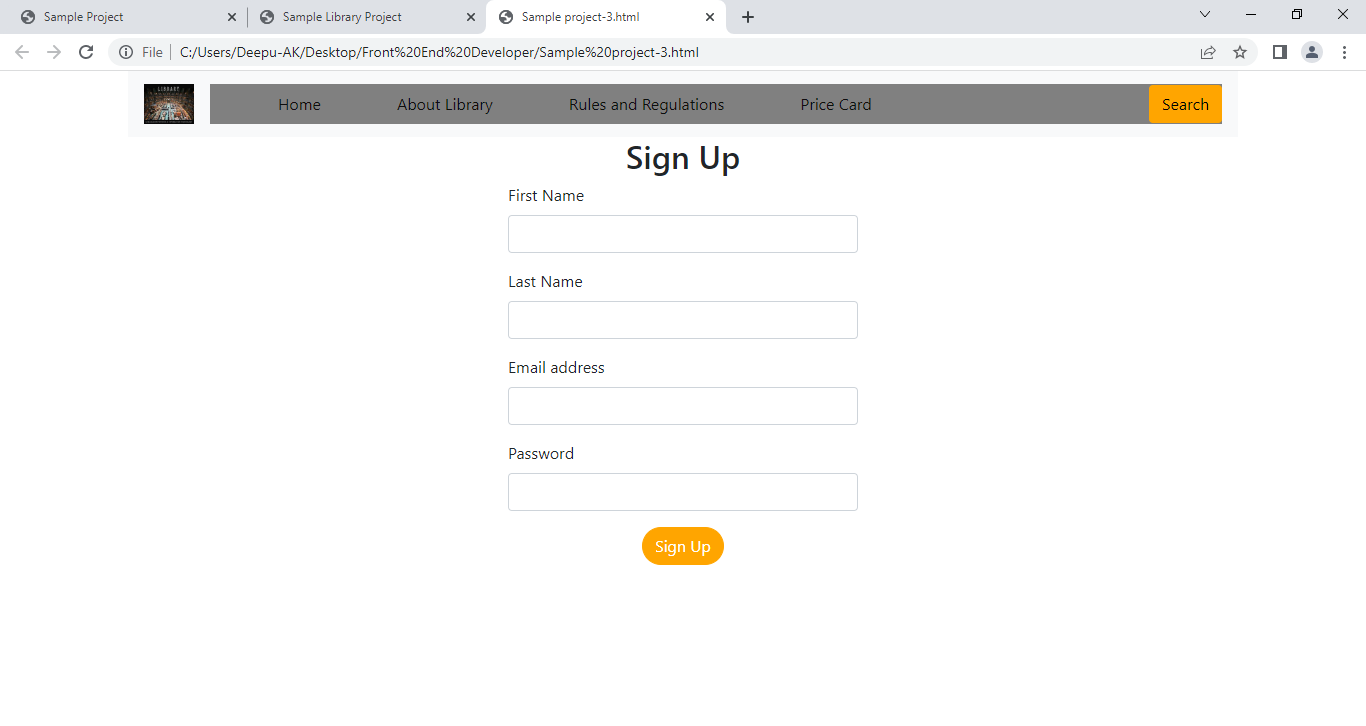 Sample Project
Sample Library Project
Sample project-3.html
File
C:/Users/Deepu-AK/Desktop/Front%20End%20Developer/Sample%20project-3.html
LIBRARY
Home
About Library
Rules and Regulations
Price Card
Search
Sign Up
First Name
Last Name
Email address
Password
Sign Up